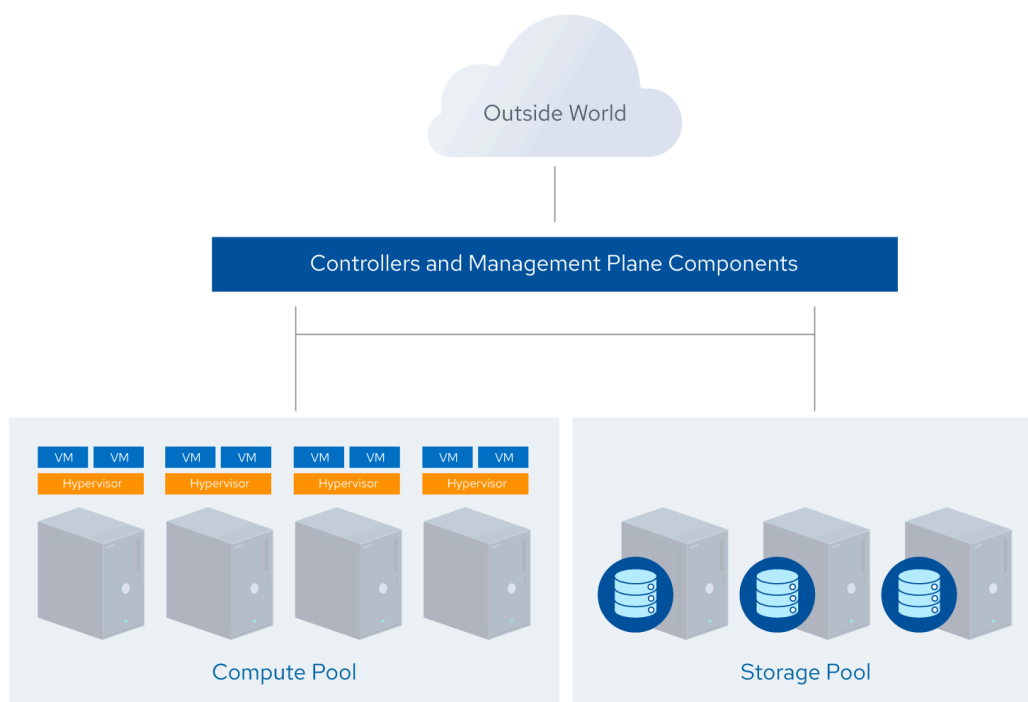 Outside World
Controllers and Management Plane Components
VM VM VM VM VM VM VM VM
Hypervisor Hypervisor Hypervisor Hypervisor
Compute Pool
Storage Pool